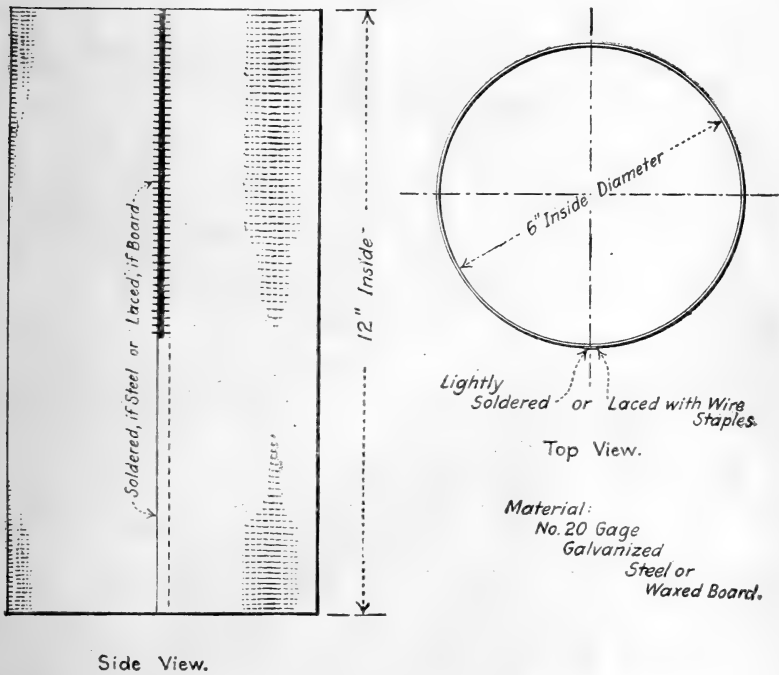 Soldered, if Steel or Laced, if Board
12" Inside
Side View.
6" Inside Diameter
Lightly
Soldered or Laced with Wire
Staples.
Top View.
Material:
No. 20 Gage
Galvanized
Steel or
Waxed Board.